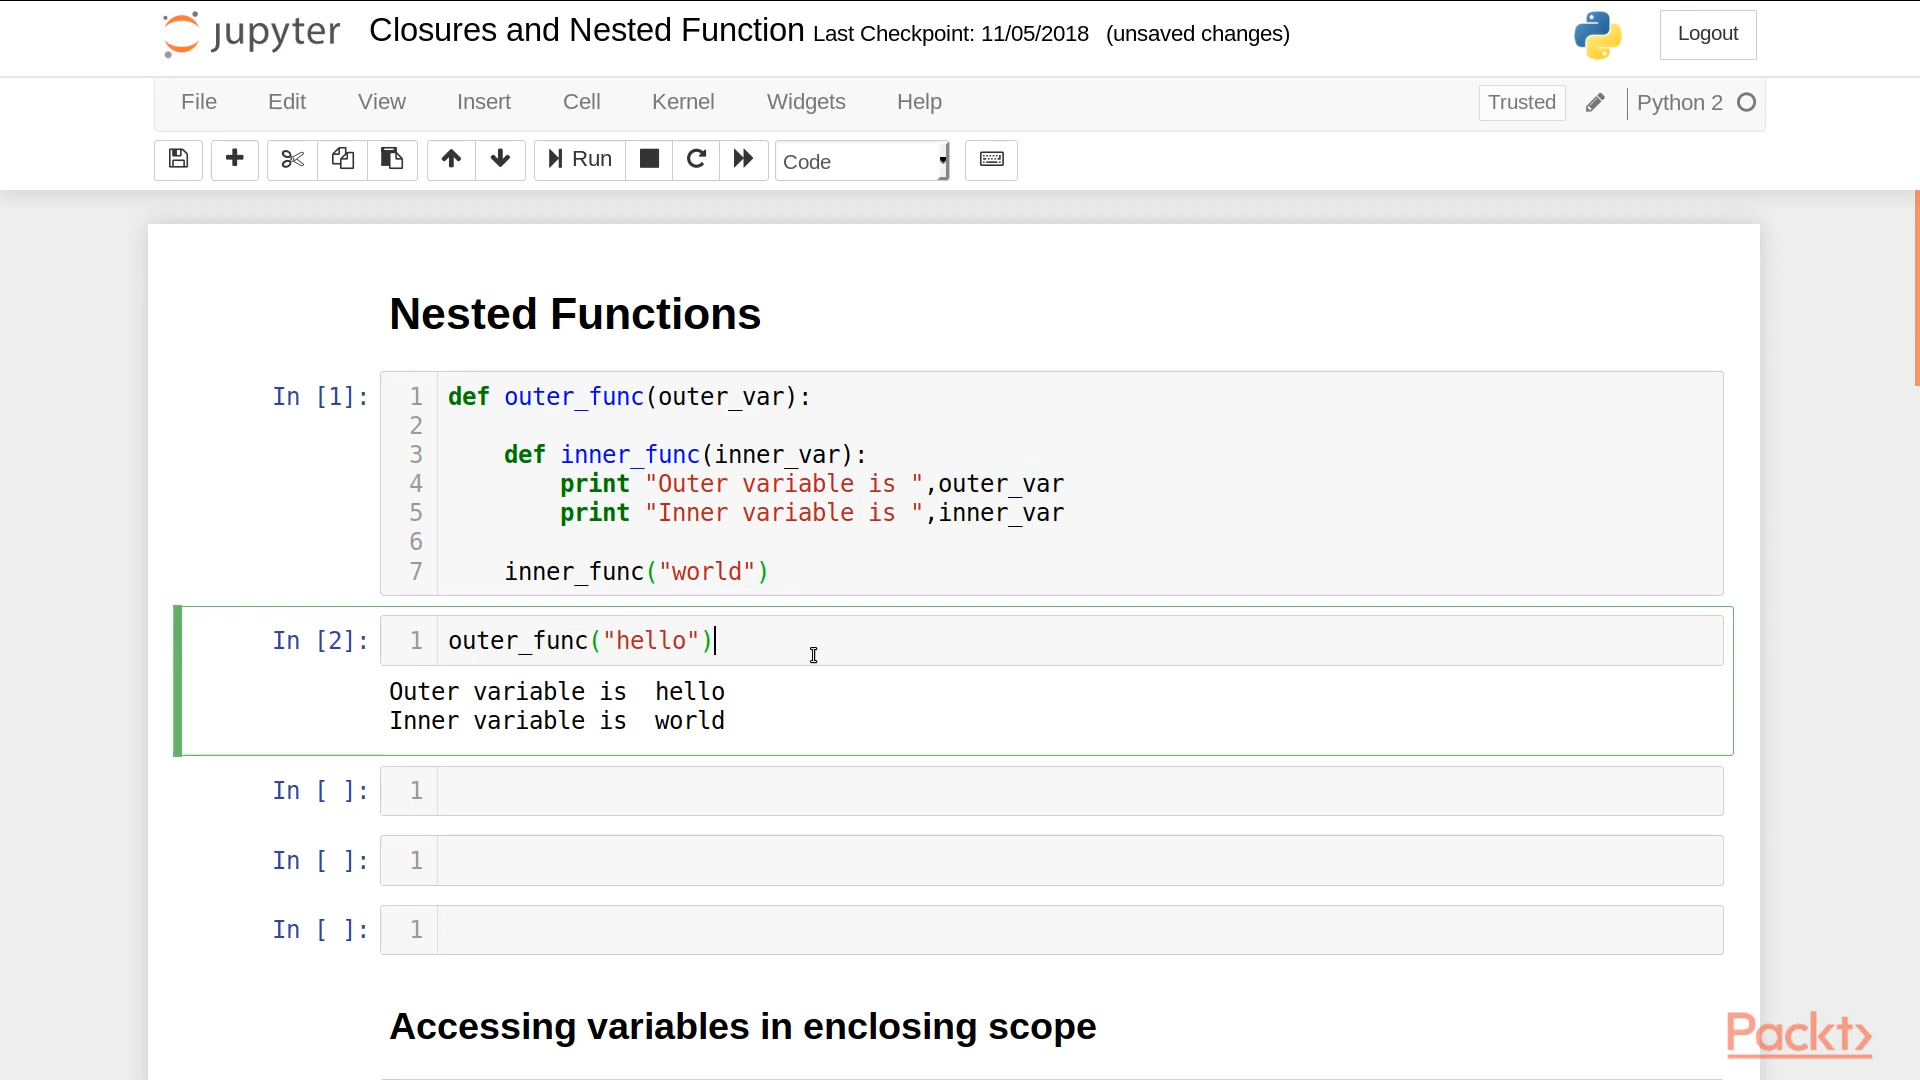 jupyter Closures and Nested Function Last Checkpoint: 11/05/2018 (unsaved changes) Logout
File Edit View Insert Cell Kernel Widgets Help Trusted Python 2
Run Code
Nested Functions
In [1]: 1 def outer_func(outer_var):
2
3     def inner_func(inner_var):
4         print "Outer variable is ",outer_var
5         print "Inner variable is ",inner_var
6
7     inner_func("world")
In [2]: 1 outer_func("hello")
Outer variable is  hello
Inner variable is  world
In [ ]: 1
In [ ]: 1
In [ ]: 1
Accessing variables in enclosing scope
Packt>